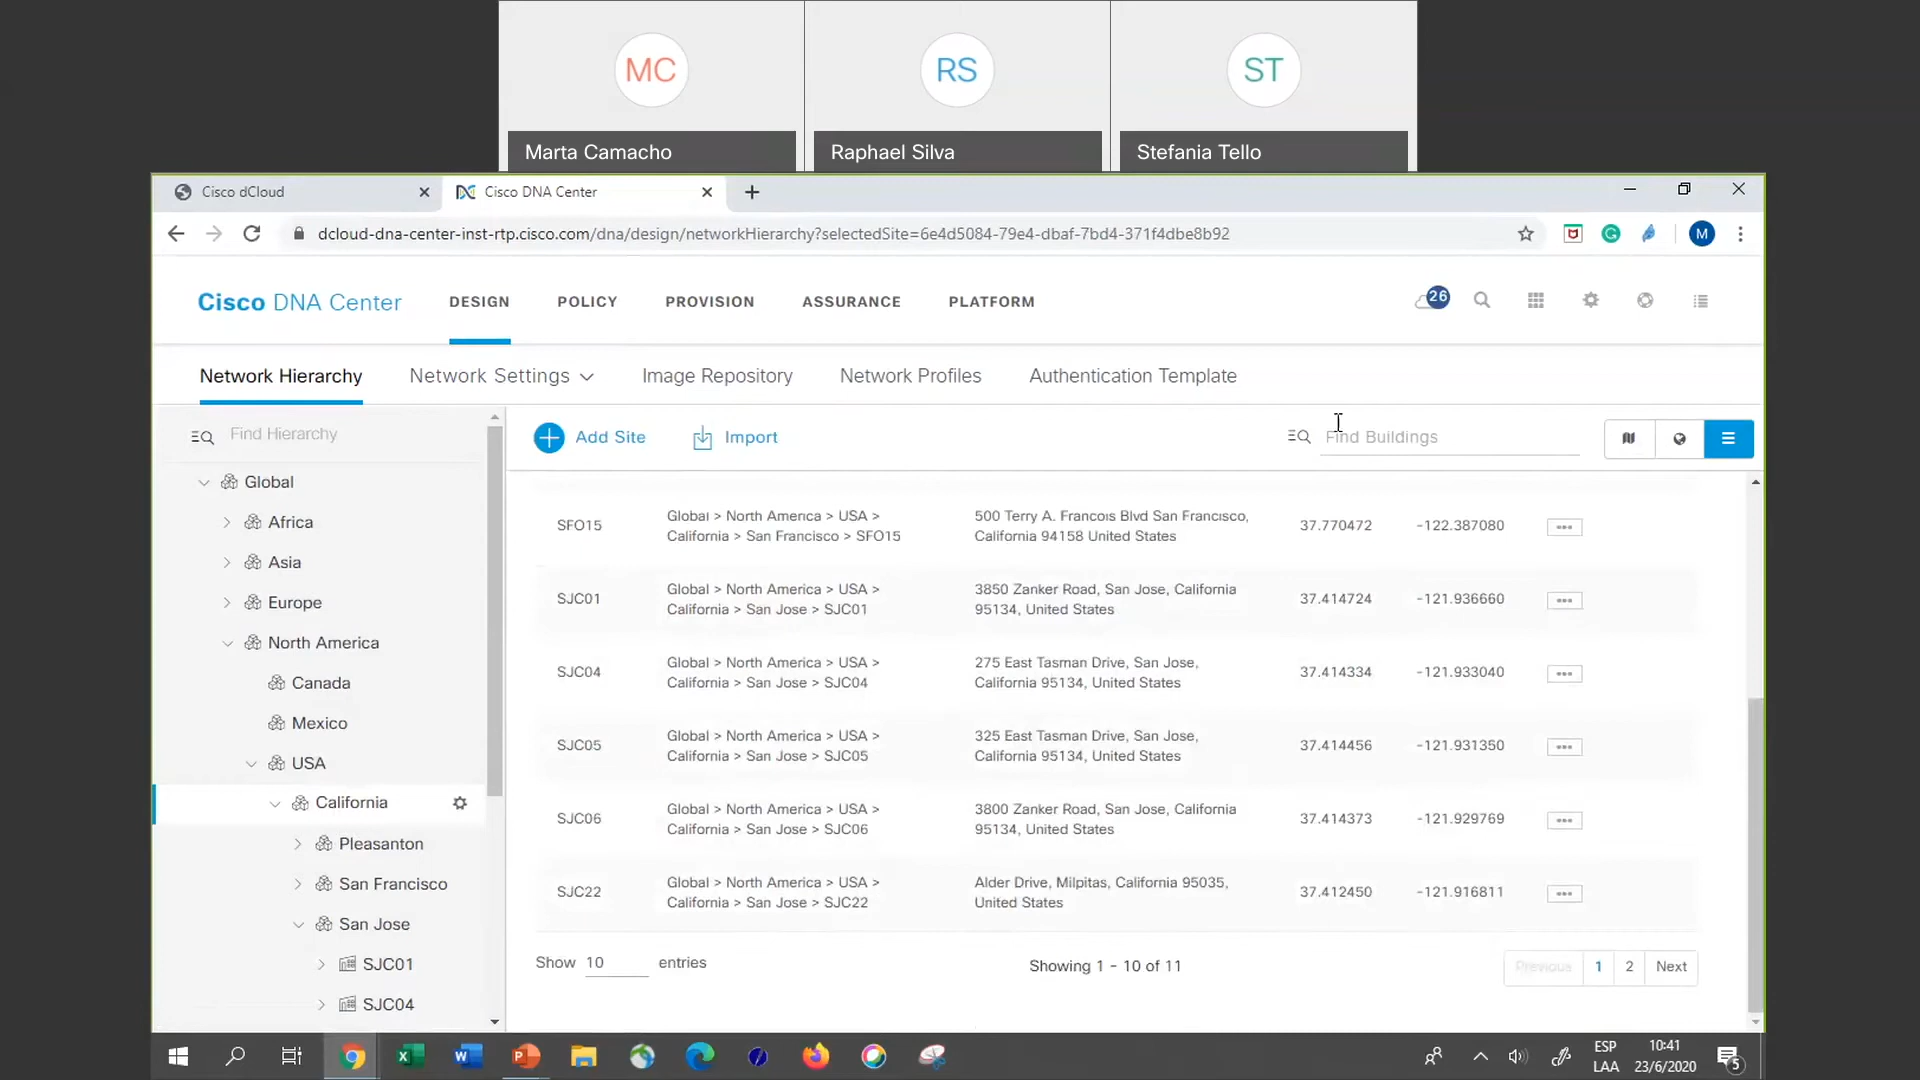 MC
RS
ST
Marta Camacho
Raphael Silva
Stefania Tello
Cisco dCloud
Cisco DNA Center
dcloud-dna-center-inst-rtp.cisco.com/dna/design/networkHierarchy?selectedSite=6e4d5084-79e4-dbaf-7bd4-371f4dbe8b92
M
Cisco DNA Center
DESIGN
POLICY
PROVISION
ASSURANCE
PLATFORM
26
Network Hierarchy
Network Settings
Image Repository
Network Profiles
Authentication Template
Find Hierarchy
Global
Africa
Asia
Europe
North America
Canada
Mexico
USA
California
Pleasanton
San Francisco
San Jose
SJC01
SJC04
Add Site
Import
Find Buildings
SFO15
Global > North America > USA >
California > San Francisco > SFO15
500 Terry A. Francois Blvd San Francisco,
California 94158 United States
37.770472
-122.387080
SJC01
Global > North America > USA >
California > San Jose > SJC01
3850 Zanker Road, San Jose, California
95134, United States
37.414724
-121.936660
SJC04
Global > North America > USA >
California > San Jose > SJC04
275 East Tasman Drive, San Jose,
California 95134, United States
37.414334
-121.933040
SJC05
Global > North America > USA >
California > San Jose > SJC05
325 East Tasman Drive, San Jose,
California 95134, United States
37.414456
-121.931350
SJC06
Global > North America > USA >
California > San Jose > SJC06
3800 Zanker Road, San Jose, California
95134, United States
37.414373
-121.929769
SJC22
Global > North America > USA >
California > San Jose > SJC22
Alder Drive, Milpitas, California 95035,
United States
37.412450
-121.916811
Show 10 entries
Showing 1 - 10 of 11
Previous
1
2
Next
ESP
LAA
10:41
23/6/2020
5